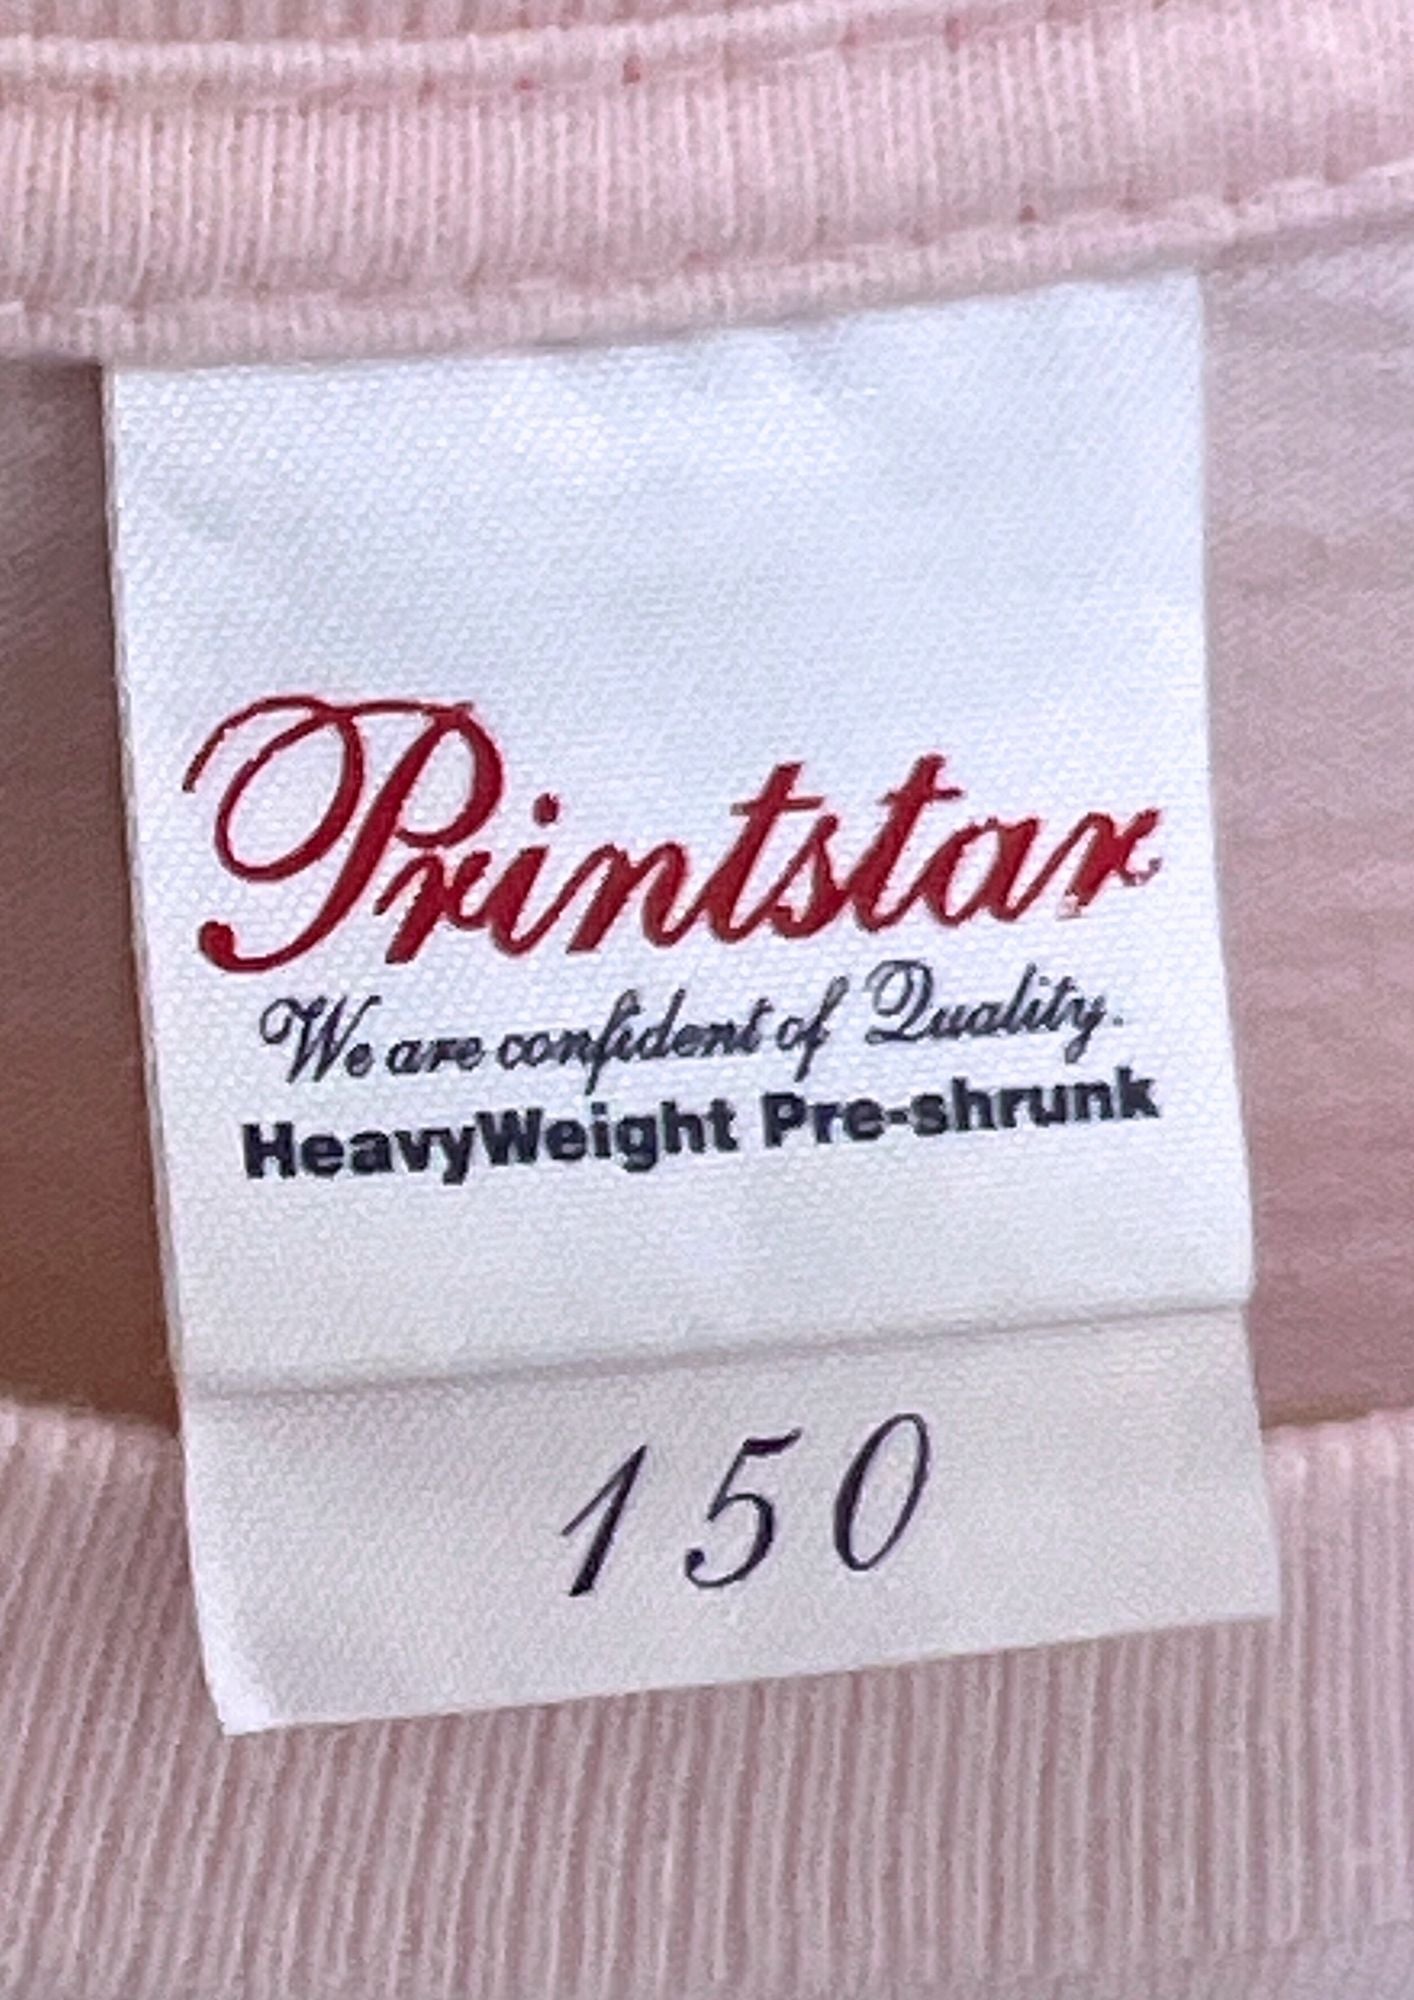 Printstar
We are confident of Quality.
HeavyWeight Pre-shrunk
150